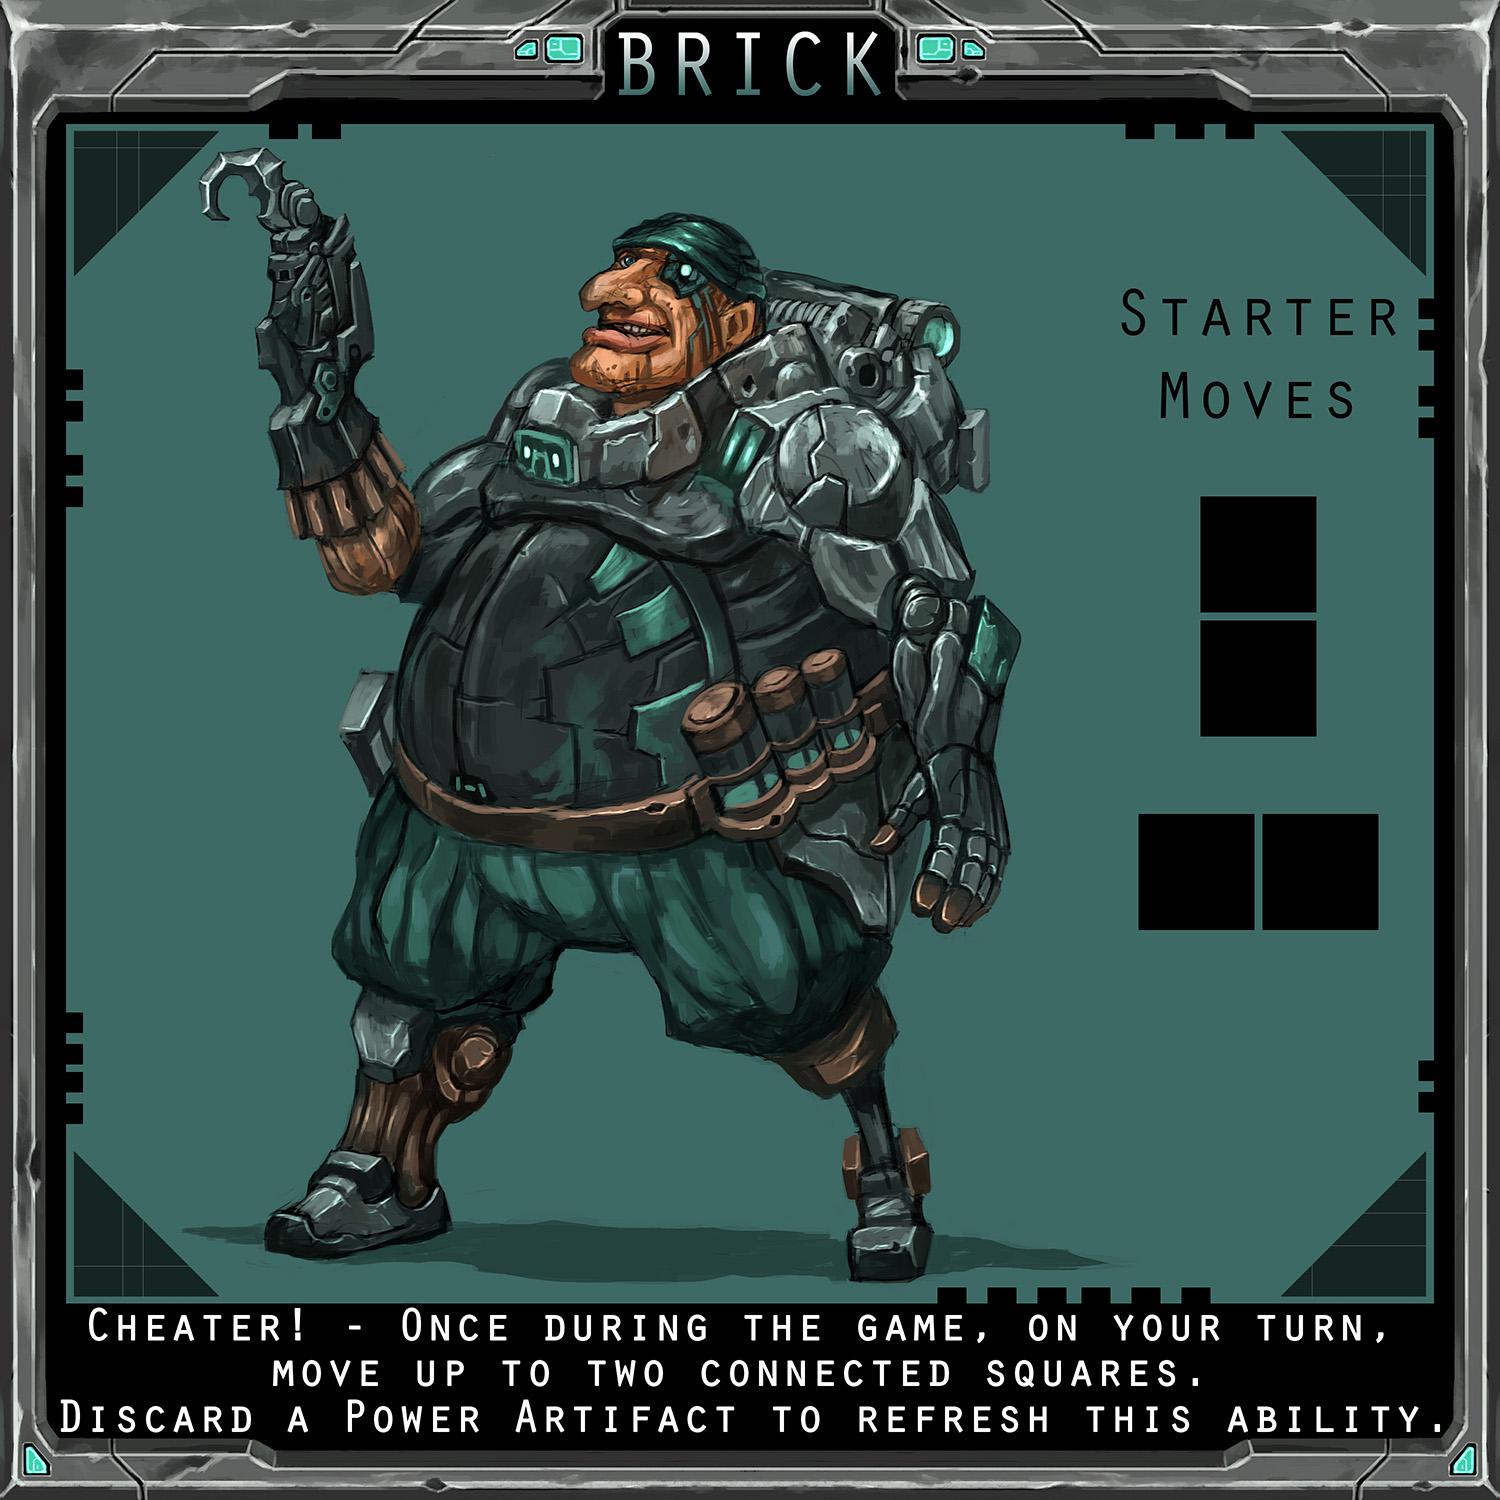 BRICK
STARTER
MOVES
CHEATER! - ONCE DURING THE GAME, ON YOUR TURN,
MOVE UP TO TWO CONNECTED SQUARES.
DISCARD A POWER ARTIFACT TO REFRESH THIS ABILITY.